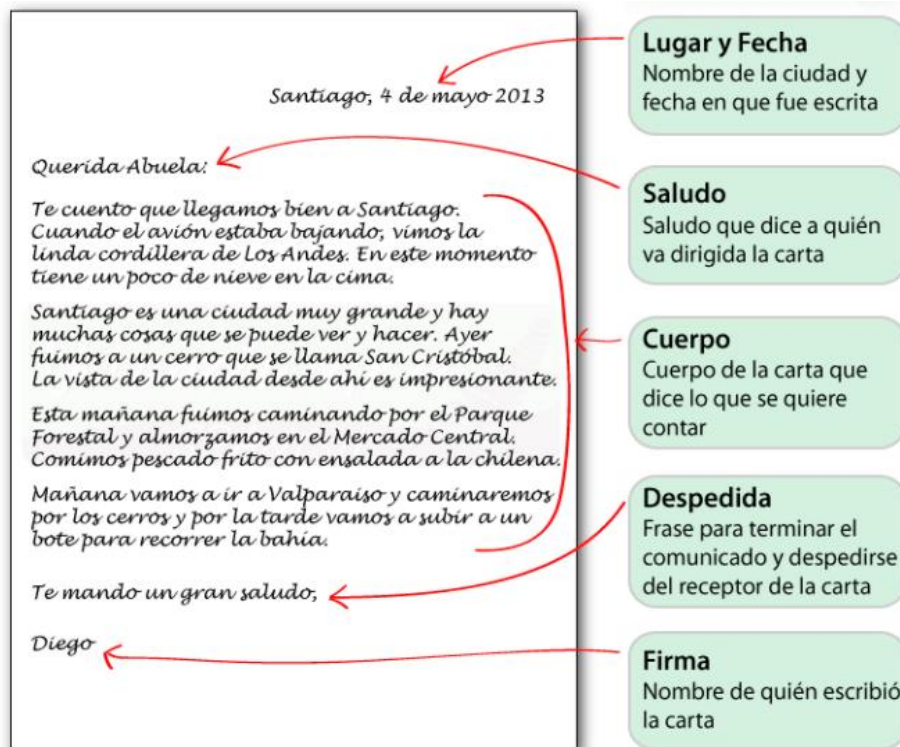 Santiago, 4 de mayo 2013
Querida Abuela:
Te cuento que llegamos bien a Santiago.
Cuando el avión estaba bajando, vimos la
linda cordillera de Los Andes. En este momento
tiene un poco de nieve en la cima.
Santiago es una ciudad muy grande y hay
muchas cosas que se puede ver y hacer. Ayer
fuimos a un cerro que se llama San Cristóbal.
La vista de la ciudad desde ahí es impresionante.
Esta mañana fuimos caminando por el Parque
Forestal y almorzamos en el Mercado Central.
Comimos pescado frito con ensalada a la chilena.
Mañana vamos a ir a Valparaíso y caminaremos
por los cerros y por la tarde vamos a subir a un
bote para recorrer la bahía.
Te mando un gran saludo,
Diego
Lugar y Fecha
Nombre de la ciudad y
fecha en que fue escrita
Saludo
Saludo que dice a quién
va dirigida la carta
Cuerpo
Cuerpo de la carta que
dice lo que se quiere
contar
Despedida
Frase para terminar el
comunicado y despedirse
del receptor de la carta
Firma
Nombre de quién escribió
la carta